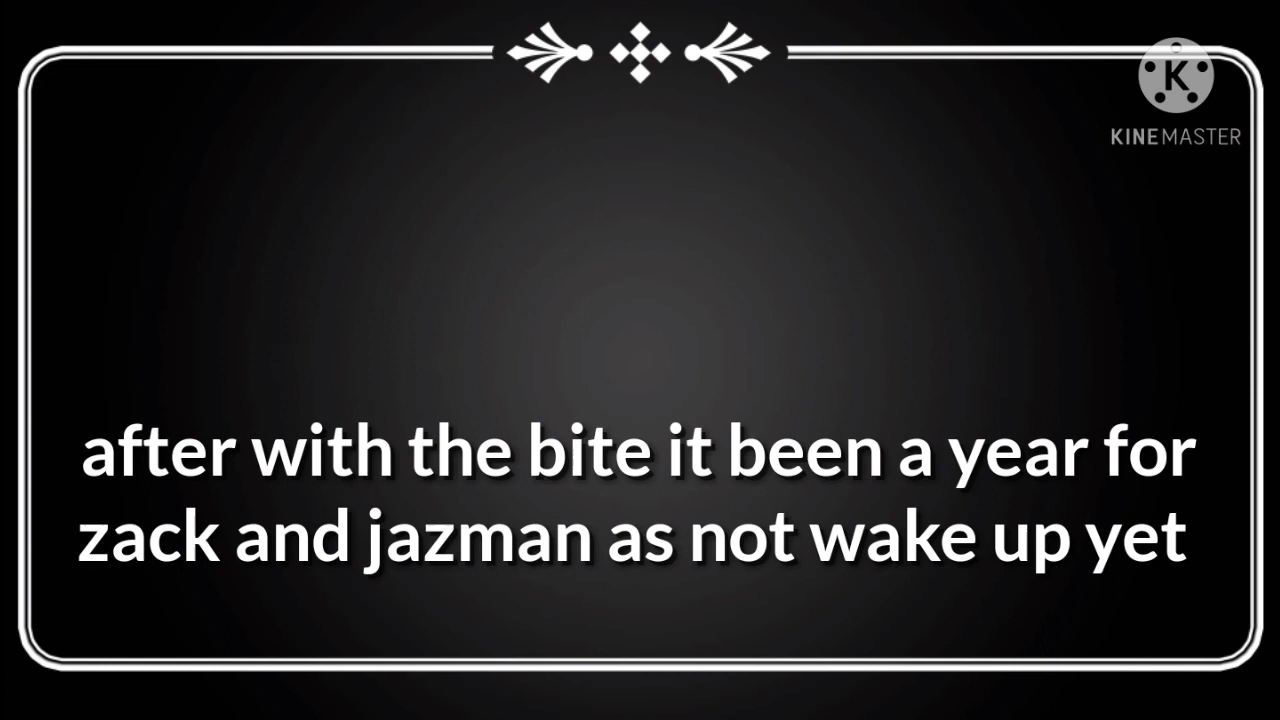 K
KINEMASTER
after with the bite it been a year for
zack and jazman as not wake up yet